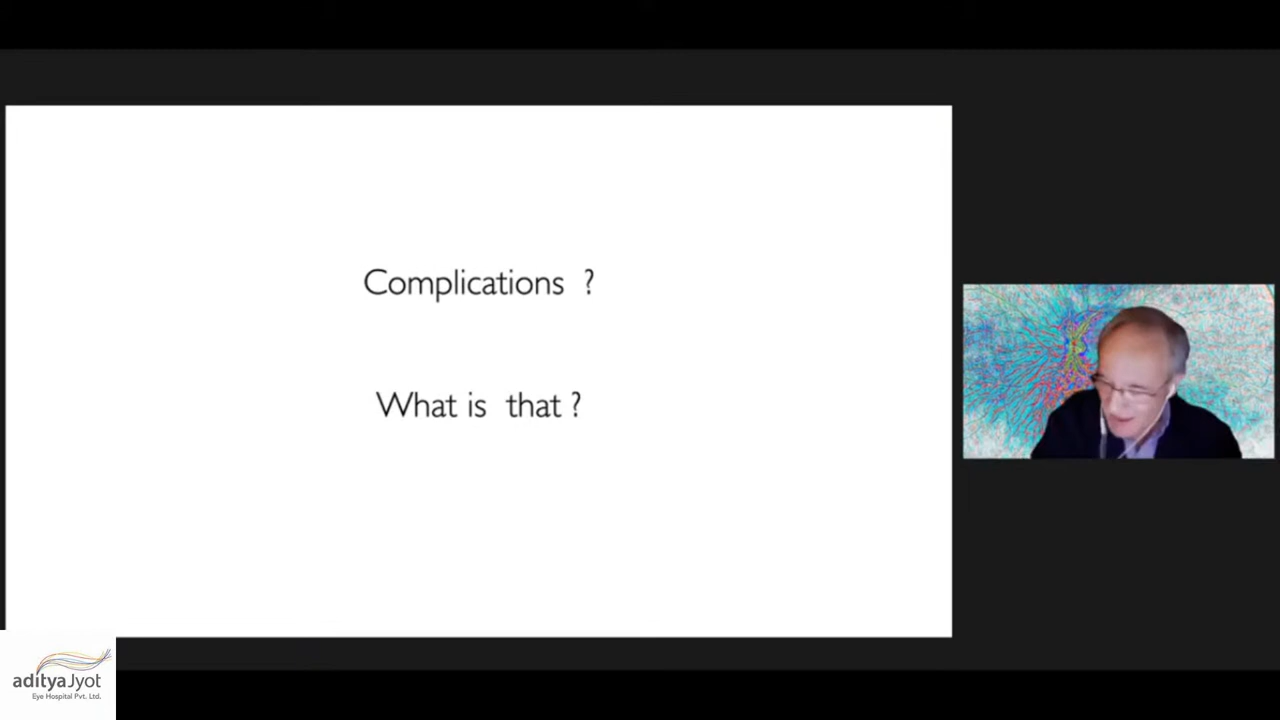 Complications ?
What is that ?
adityaJyot
Eye Hospital Pvt. Ltd.